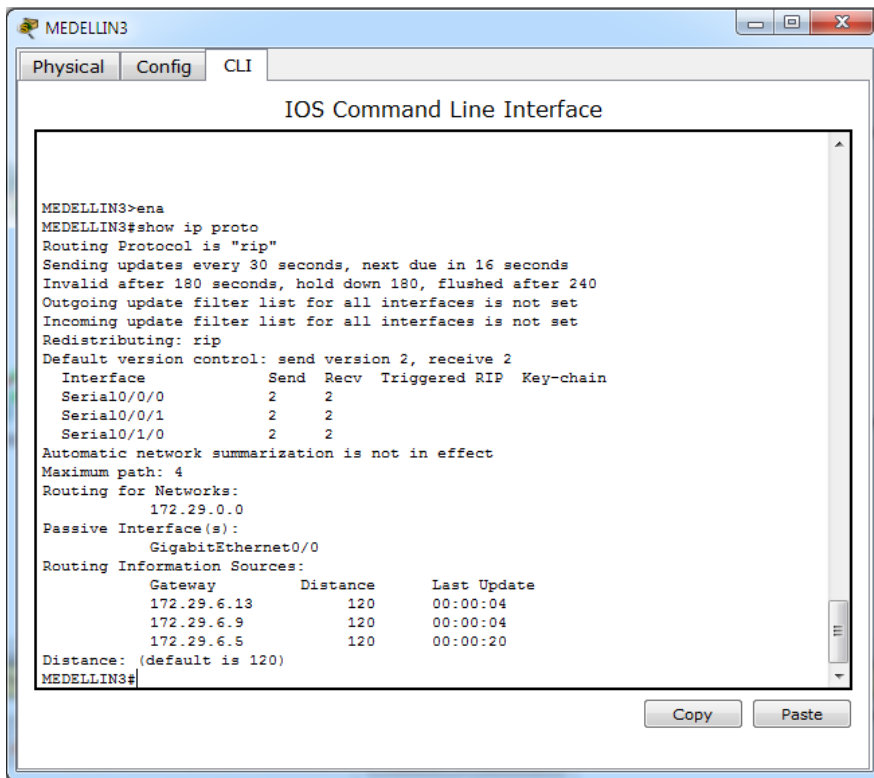 MEDELLIN3
Physical Config CLI
IOS Command Line Interface
MEDELLIN3>ena
MEDELLIN3#show ip proto
Routing Protocol is "rip"
Sending updates every 30 seconds, next due in 16 seconds
Invalid after 180 seconds, hold down 180, flushed after 240
Outgoing update filter list for all interfaces is not set
Incoming update filter list for all interfaces is not set
Redistributing: rip
Default version control: send version 2, receive 2
Interface Send Recv Triggered RIP Key-chain
Serial0/0/0 2 2
Serial0/0/1 2 2
Serial0/1/0 2 2
Automatic network summarization is not in effect
Maximum path: 4
Routing for Networks:
172.29.0.0
Passive Interface(s):
GigabitEthernet0/0
Routing Information Sources:
Gateway Distance Last Update
172.29.6.13 120 00:00:04
172.29.6.9 120 00:00:04
172.29.6.5 120 00:00:20
Distance: (default is 120)
MEDELLIN3#
Copy Paste